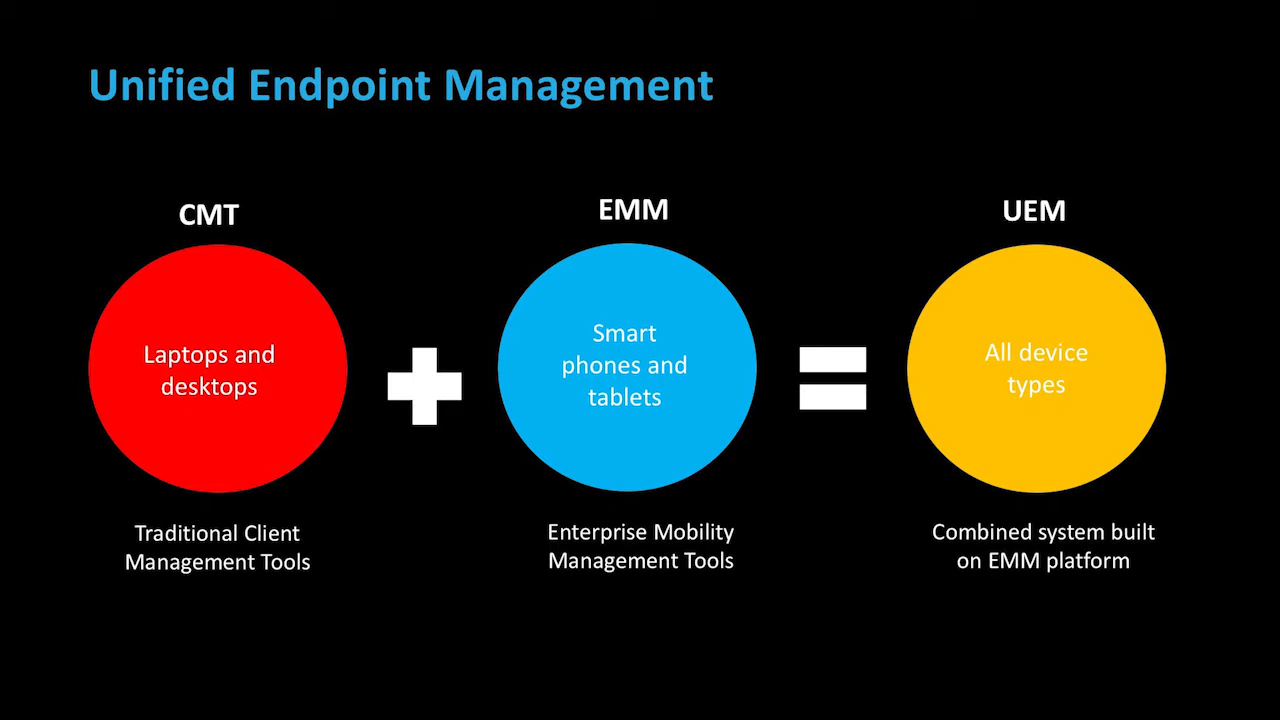 Unified Endpoint Management
CMT
Laptops and
desktops
Traditional Client
Management Tools
EMM
Smart
phones and
tablets
Enterprise Mobility
Management Tools
UEM
All device
types
Combined system built
on EMM platform